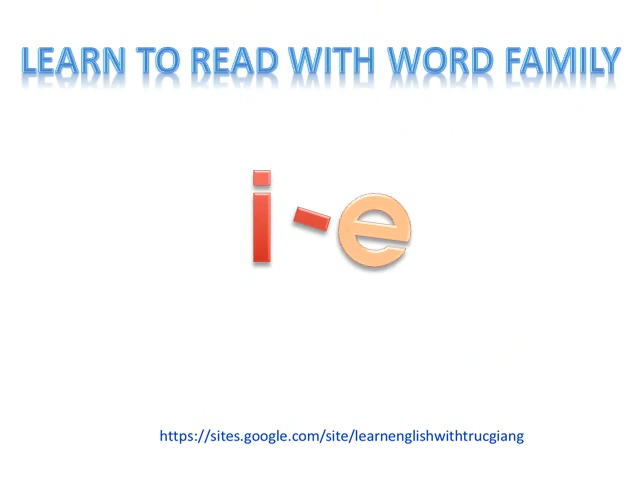 LEARN TO READ WITH WORD FAMILY
i-e
https://sites.google.com/site/learnenglishwithtrucgiang